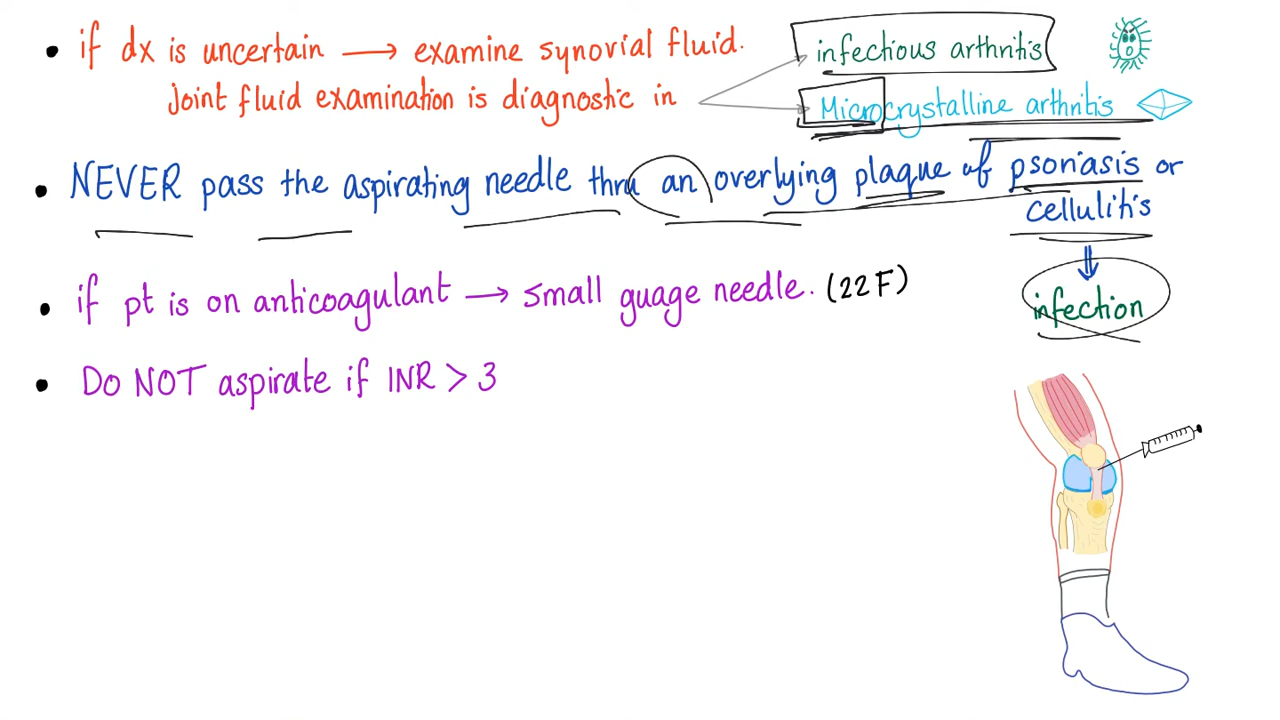 • if dx is uncertain → examine synovial fluid.
Joint fluid examination is diagnostic in
infectious arthritis
Microcrystalline arthritis
• NEVER pass the aspirating needle thru an overlying plaque of psoriasis or
cellulitis
⇓
infection
• if pt is on anticoagulant → small guage needle. (22 F)
• Do NOT aspirate if INR > 3